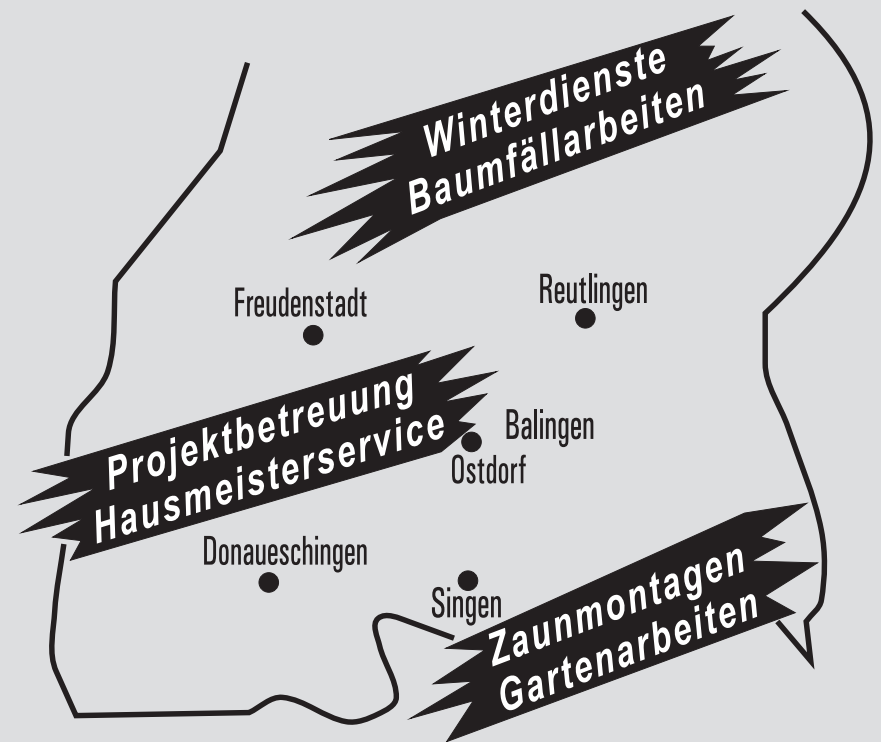 Winterdienste
Baumfällarbeiten
Freudenstadt
Reutlingen
Projektbetreuung
Hausmeisterservice
Balingen
Ostdorf
Donaueschingen
Singen
Zaunmontagen
Gartenarbeiten